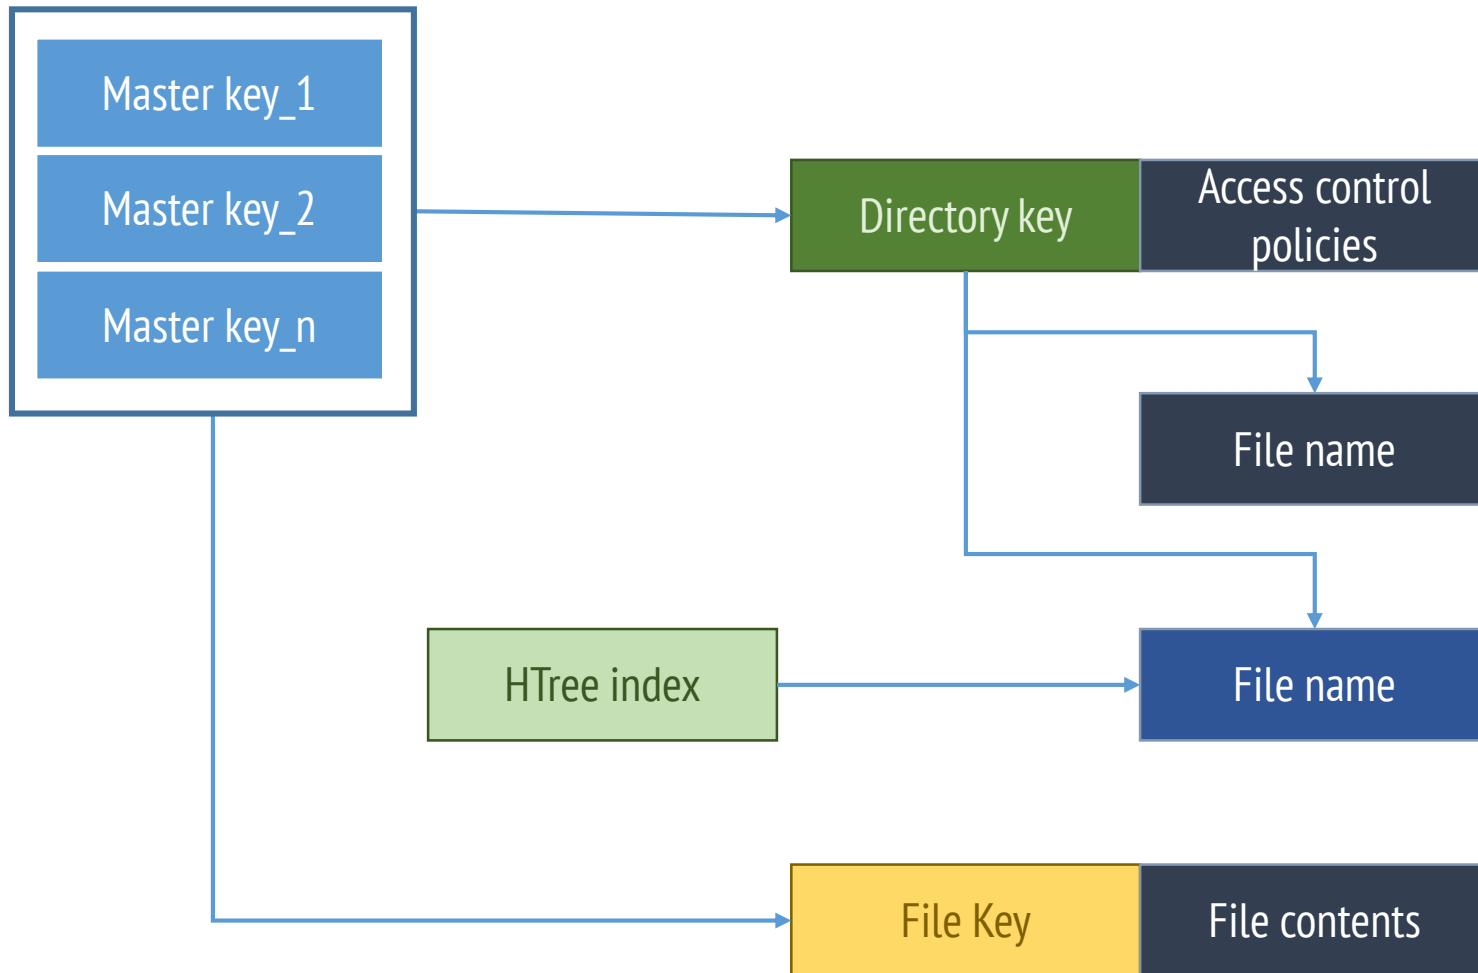 Master key_1
Master key_2
Master key_n
Directory key
Access control
policies
File name
HTree index
File name
File Key
File contents